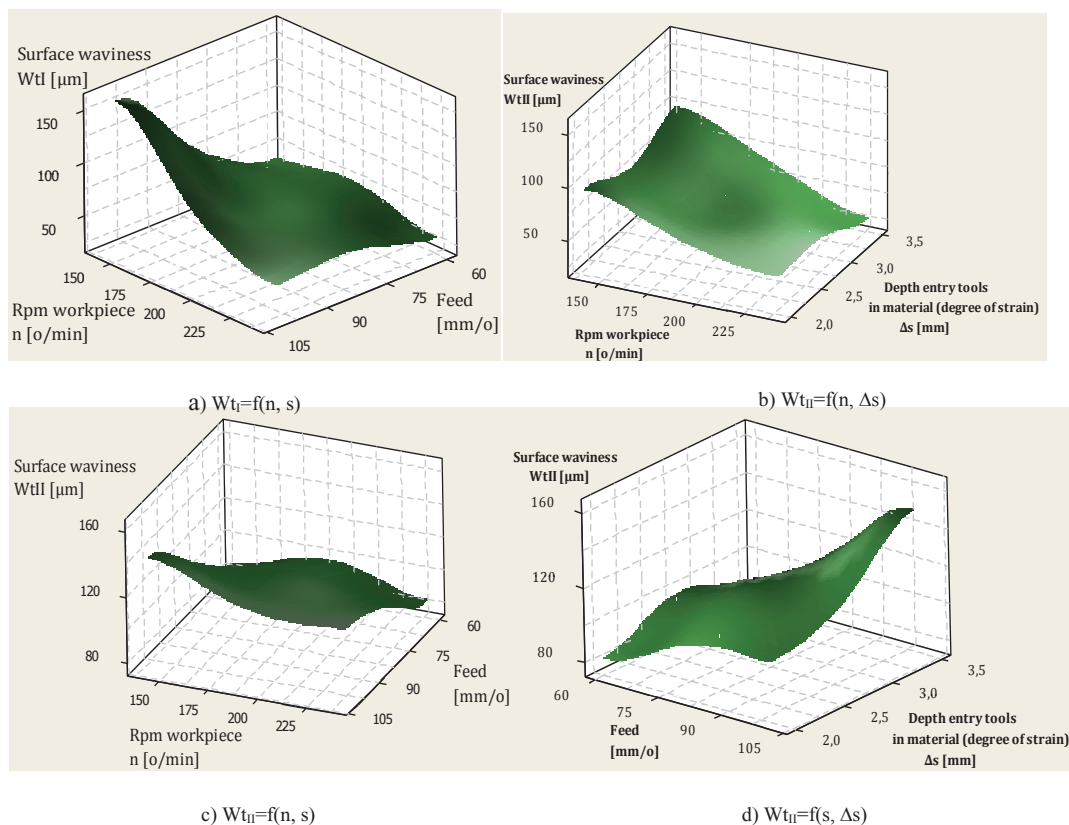 Surface waviness
WtI [μm]
150
100
50
150
175
200
225
Rpm workpiece
n [o/min]
60
75
90
105
Feed
[mm/o]
a) WtI=f(n, s)
Surface waviness
WtII [μm]
150
100
50
150
175
200
225
Rpm workpiece
n [o/min]
3,5
3,0
2,5
2,0
Depth entry tools
in material (degree of strain)
Δs [mm]
b) WtII=f(n, Δs)
Surface waviness
WtII [μm]
160
120
80
150
175
200
225
Rpm workpiece
n [o/min]
60
75
90
105
Feed
[mm/o]
c) WtII=f(n, s)
Surface waviness
WtII [μm]
160
120
80
60
75
90
105
Feed
[mm/o]
3,5
3,0
2,5
2,0
Depth entry tools
in material (degree of strain)
Δs [mm]
d) WtII=f(s, Δs)